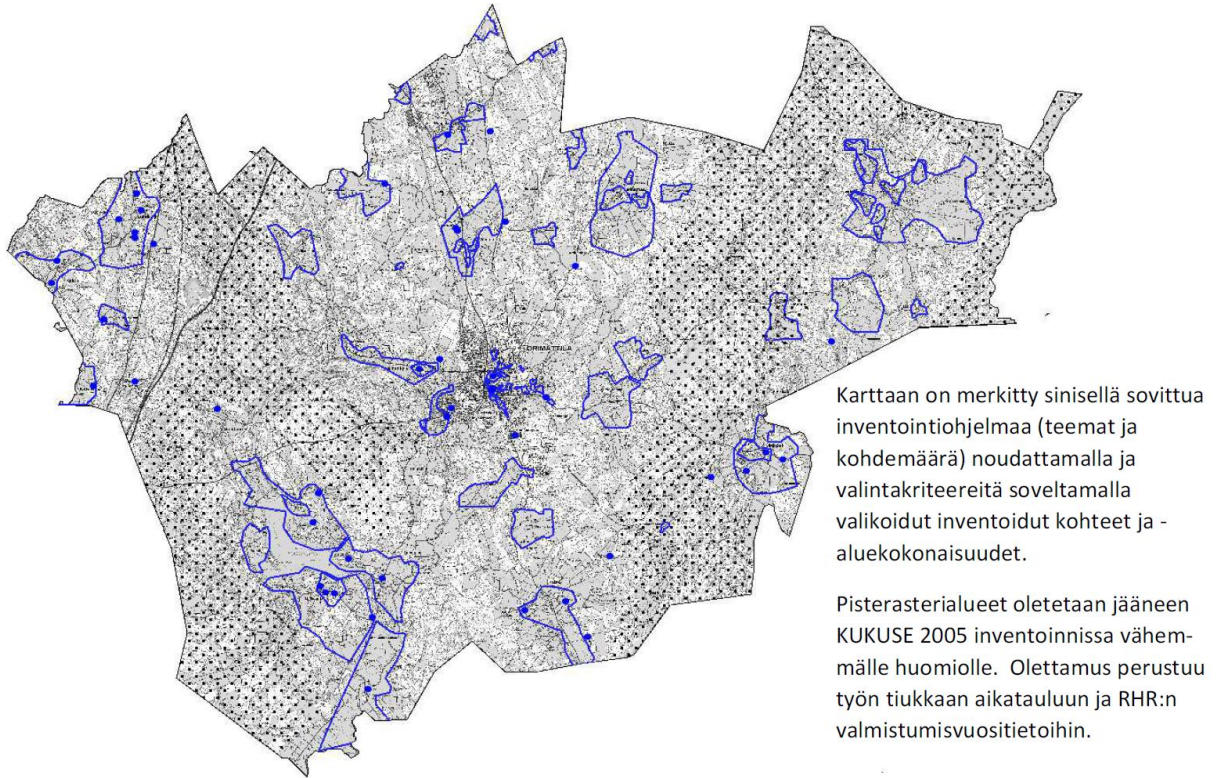 ORIMATTILA
Karttaan on merkitty sinisellä sovittua
inventointiohjelmaa (teemat ja
kohdemäärä) noudattamalla ja
valintakriteereitä soveltamalla
valikoidut inventoidut kohteet ja -
aluekokonaisuudet.
Pisterasterialueet oletetaan jääneen
KUKUSE 2005 inventoinnissa vähem-
mälle huomiolle.  Olettamus perustuu
työn tiukkaan aikatauluun ja RHR:n
valmistumisvuositietoihin.